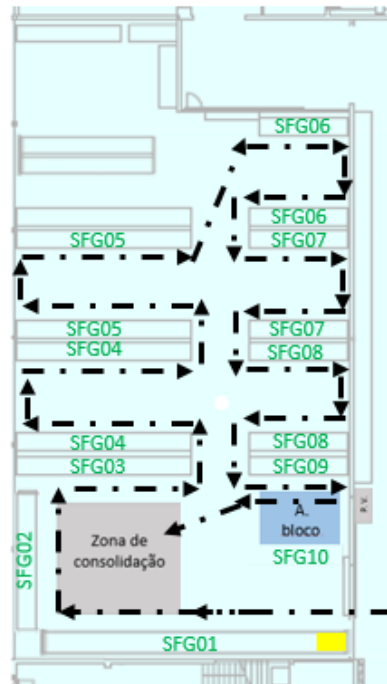 SFG06
SFG06
SFG05
SFG07
SFG05
SFG07
SFG04
SFG08
SFG04
SFG08
SFG03
SFG09
SFG02
Zona de
consolidação
A.
bloco
P.V.
SFG10
SFG01